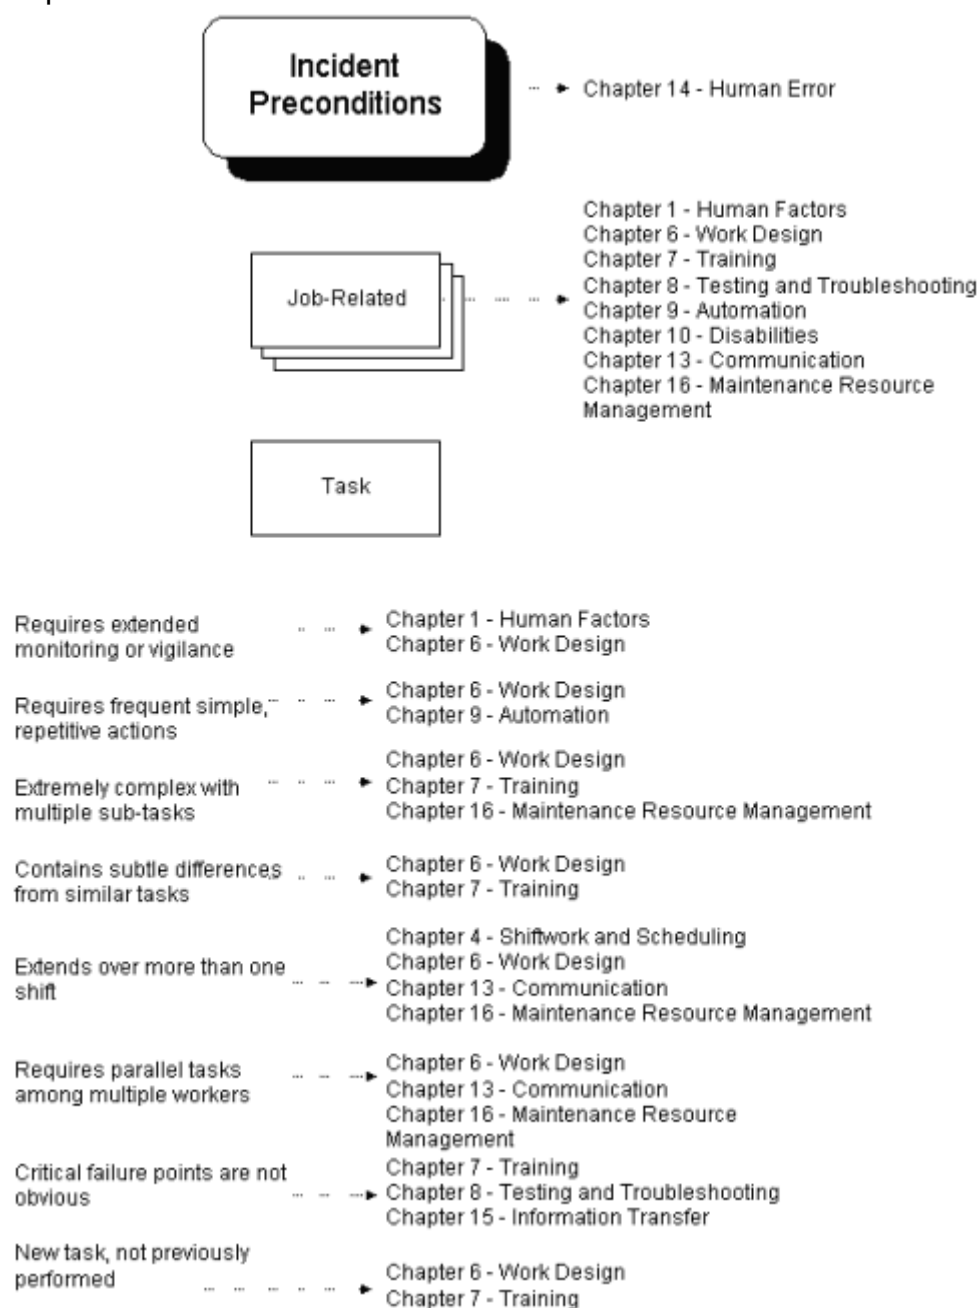 Incident
Preconditions
Chapter 14 - Human Error
Chapter 1 - Human Factors
Chapter 6 - Work Design
Chapter 7 - Training
Chapter 8 - Testing and Troubleshooting
Chapter 9 - Automation
Chapter 10 - Disabilities
Chapter 13 - Communication
Chapter 16 - Maintenance Resource
Management
Job-Related
Task
Requires extended
monitoring or vigilance
Chapter 1 - Human Factors
Chapter 6 - Work Design
Requires frequent simple,
repetitive actions
Chapter 6 - Work Design
Chapter 9 - Automation
Extremely complex with
multiple sub-tasks
Chapter 6 - Work Design
Chapter 7 - Training
Chapter 16 - Maintenance Resource Management
Contains subtle differences
from similar tasks
Chapter 6 - Work Design
Chapter 7 - Training
Extends over more than one
shift
Chapter 4 - Shiftwork and Scheduling
Chapter 6 - Work Design
Chapter 13 - Communication
Chapter 16 - Maintenance Resource Management
Requires parallel tasks
among multiple workers
Chapter 6 - Work Design
Chapter 13 - Communication
Chapter 16 - Maintenance Resource
Management
Critical failure points are not
obvious
Chapter 7 - Training
Chapter 8 - Testing and Troubleshooting
Chapter 15 - Information Transfer
New task, not previously
performed
Chapter 6 - Work Design
Chapter 7 - Training